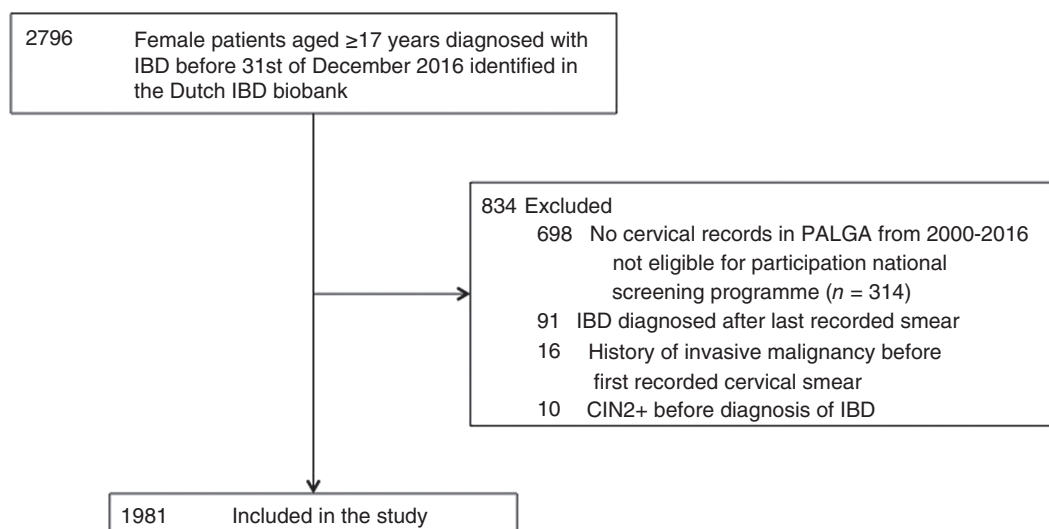 2796 Female patients aged ≥17 years diagnosed with
IBD before 31st of December 2016 identified in
the Dutch IBD biobank
834 Excluded
698 No cervical records in PALGA from 2000-2016
not eligible for participation national
screening programme (n = 314)
91 IBD diagnosed after last recorded smear
16 History of invasive malignancy before
first recorded cervical smear
10 CIN2+ before diagnosis of IBD
1981 Included in the study